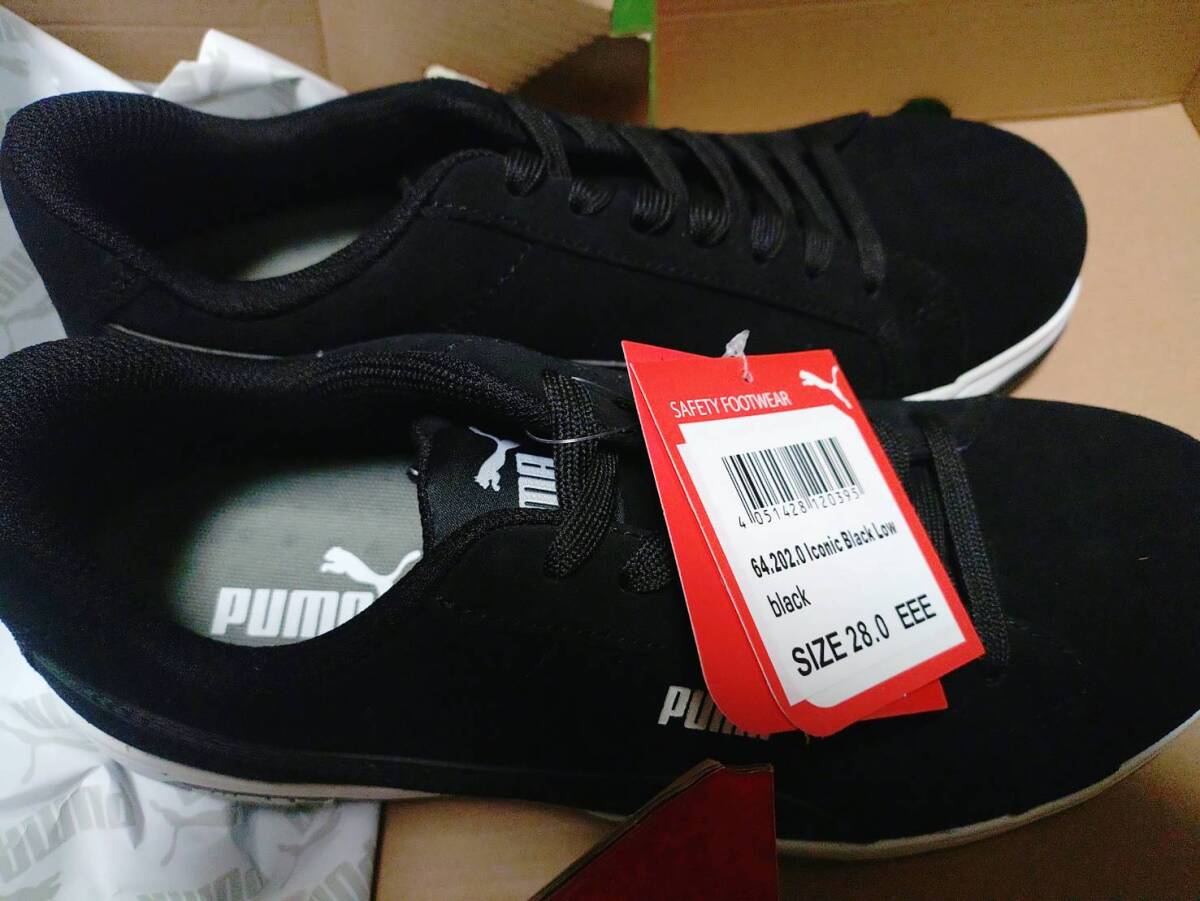 SAFETY FOOTWEAR
4 051428 120395
64.202.0 Iconic Black Low
black
SIZE 28.0 EEE
PUMA
PUMA
PUMA